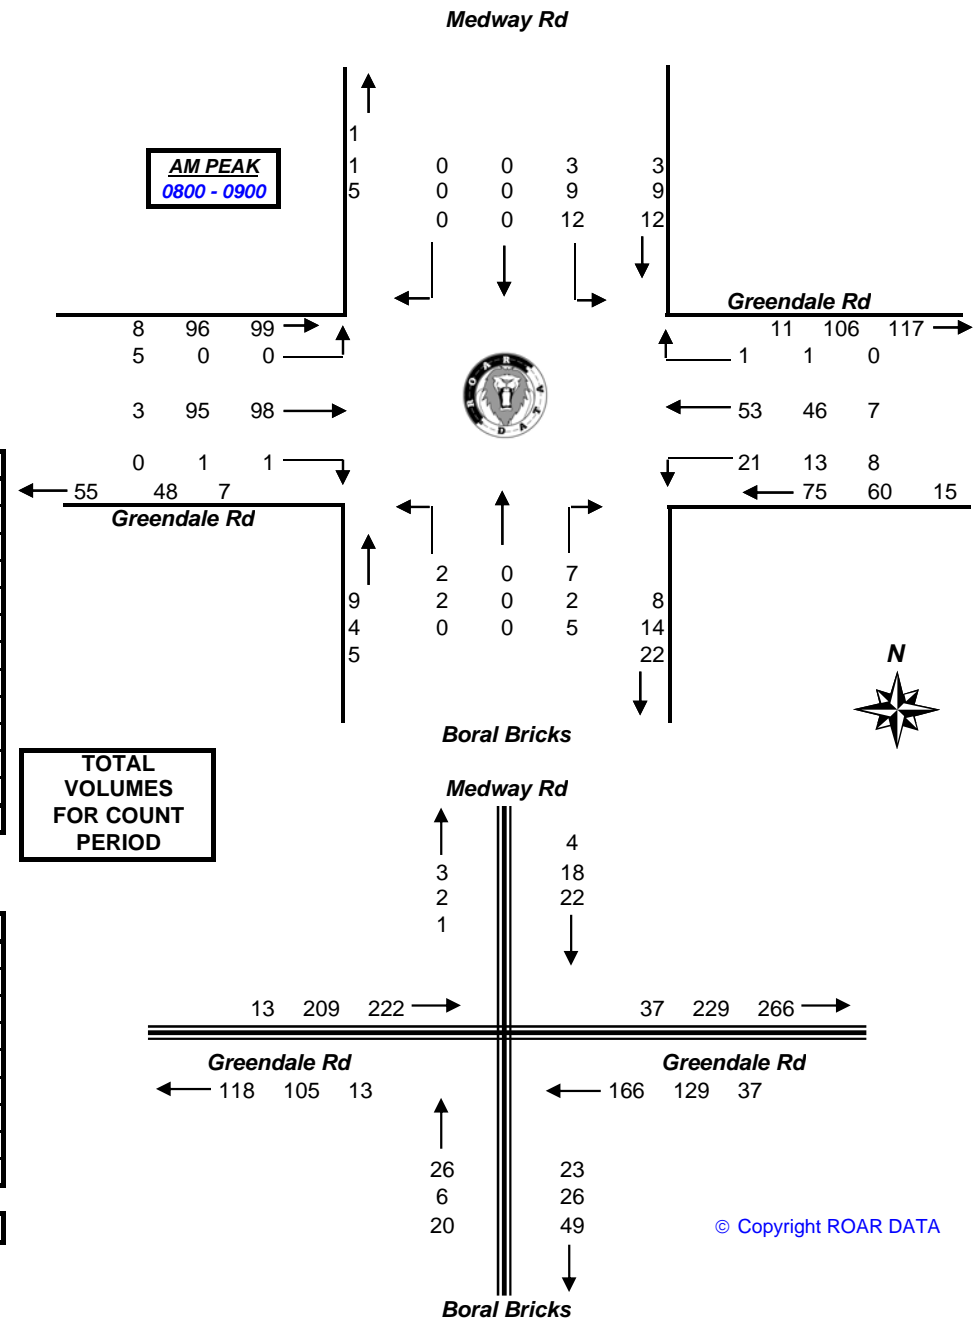 Medway Rd
AM PEAK
0800 - 0900
1
1 0 0 3 3
5 0 0 9 9
0 0 12 12
Greendale Rd
8 96 99
11 106 117
5 0 0
1 1 0
ROAR DATA
3 95 98
53 46 7
0 1 1
21 13 8
55 48 7
75 60 15
Greendale Rd
2 0 7
9 2 0 2 8
4 0 0 5 14
5 22
N
Boral Bricks
TOTAL
VOLUMES
FOR COUNT
PERIOD
Medway Rd
4
3 18
2 22
1
13 209 222
37 229 266
Greendale Rd
Greendale Rd
118 105 13
166 129 37
26 23
6 26
20 49
© Copyright ROAR DATA
Boral Bricks